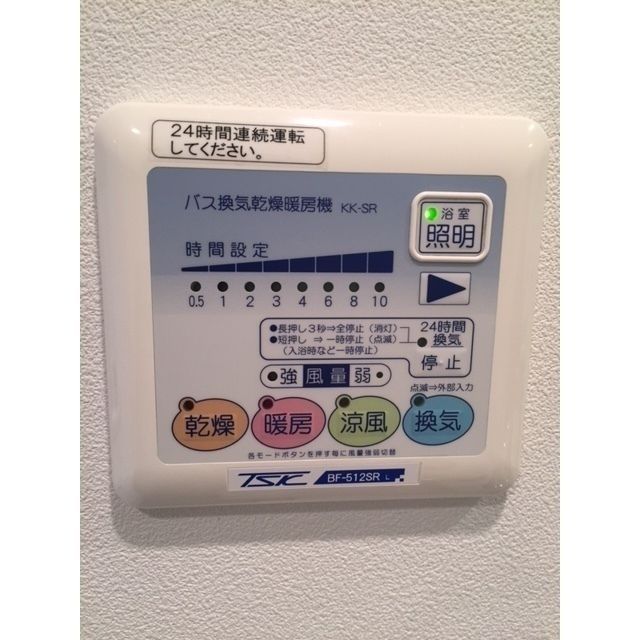 24時間連続運転
してください。
バス換気乾燥暖房機 KK-SR
浴室
照明
時間設定
0.5 1 2 3 4 6 8 10
●長押し3秒⇒全停止(消灯)
●短押し ⇒一時停止(点滅)
(入浴時など一時停止)
24時間
換気
停止
強 風量 弱
点滅⇒外部入力
乾燥 暖房 涼風 換気
各モードボタンを押す毎に風量強弱切替
TSK BF-512SR L